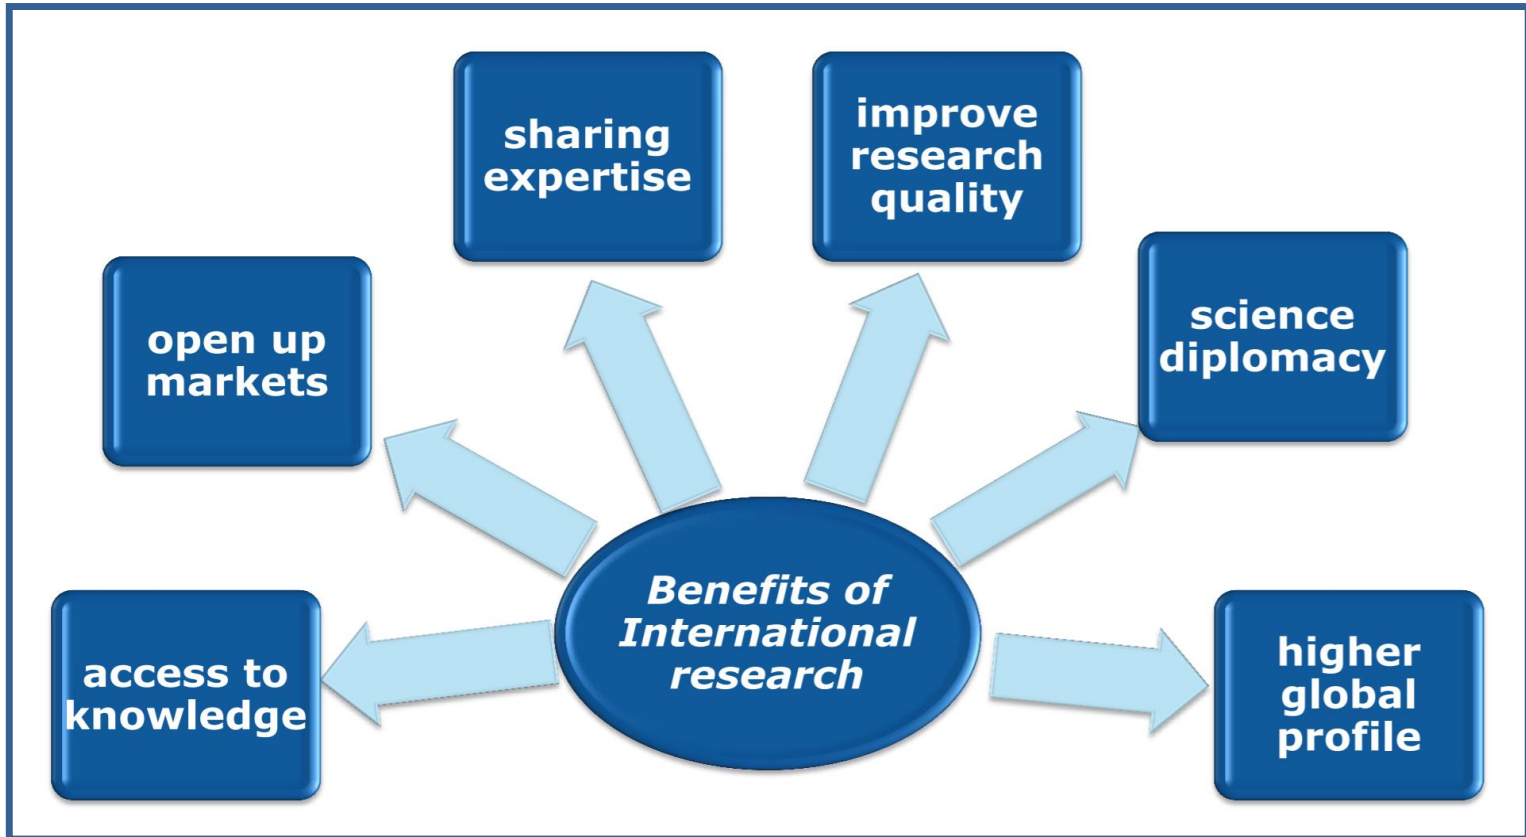 sharing
expertise
improve
research
quality
open up
markets
science
diplomacy
Benefits of
International
research
access to
knowledge
higher
global
profile